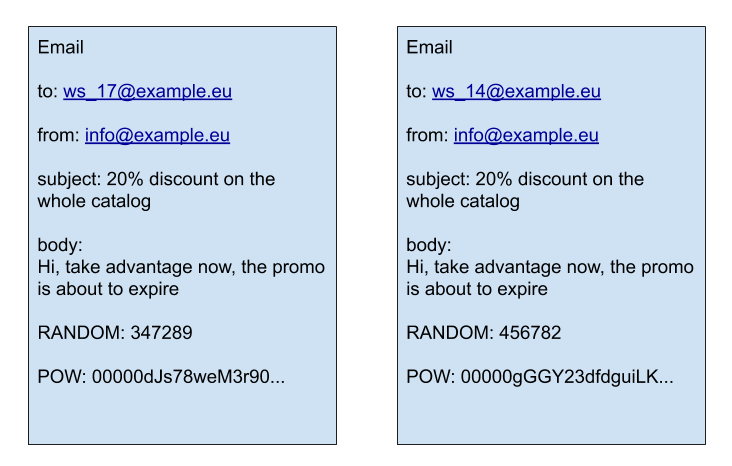 Email
to: ws_17@example.eu
from: info@example.eu
subject: 20% discount on the
whole catalog
body:
Hi, take advantage now, the promo
is about to expire
RANDOM: 347289
POW: 00000dJs78weM3r90...
Email
to: ws_14@example.eu
from: info@example.eu
subject: 20% discount on the
whole catalog
body:
Hi, take advantage now, the promo
is about to expire
RANDOM: 456782
POW: 00000gGGY23dfdguiLK...